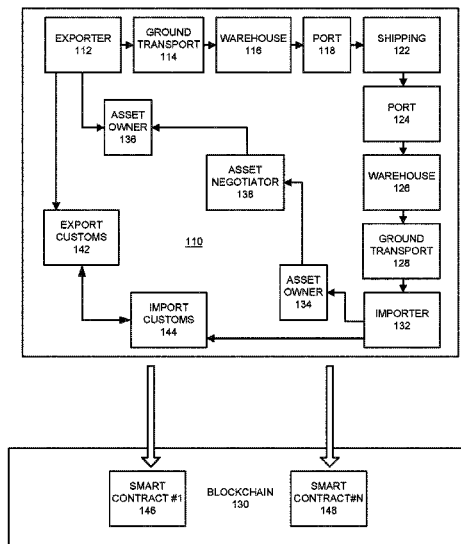 EXPORTER
112
GROUND
TRANSPORT
114
WAREHOUSE
116
PORT
118
SHIPPING
122
PORT
124
ASSET
OWNER
136
ASSET
NEGOTIATOR
138
WAREHOUSE
126
EXPORT
CUSTOMS
142
110
GROUND
TRANSPORT
128
ASSET
OWNER
134
IMPORT
CUSTOMS
144
IMPORTER
132
SMART
CONTRACT #1
146
BLOCKCHAIN
130
SMART
CONTRACT#N
148